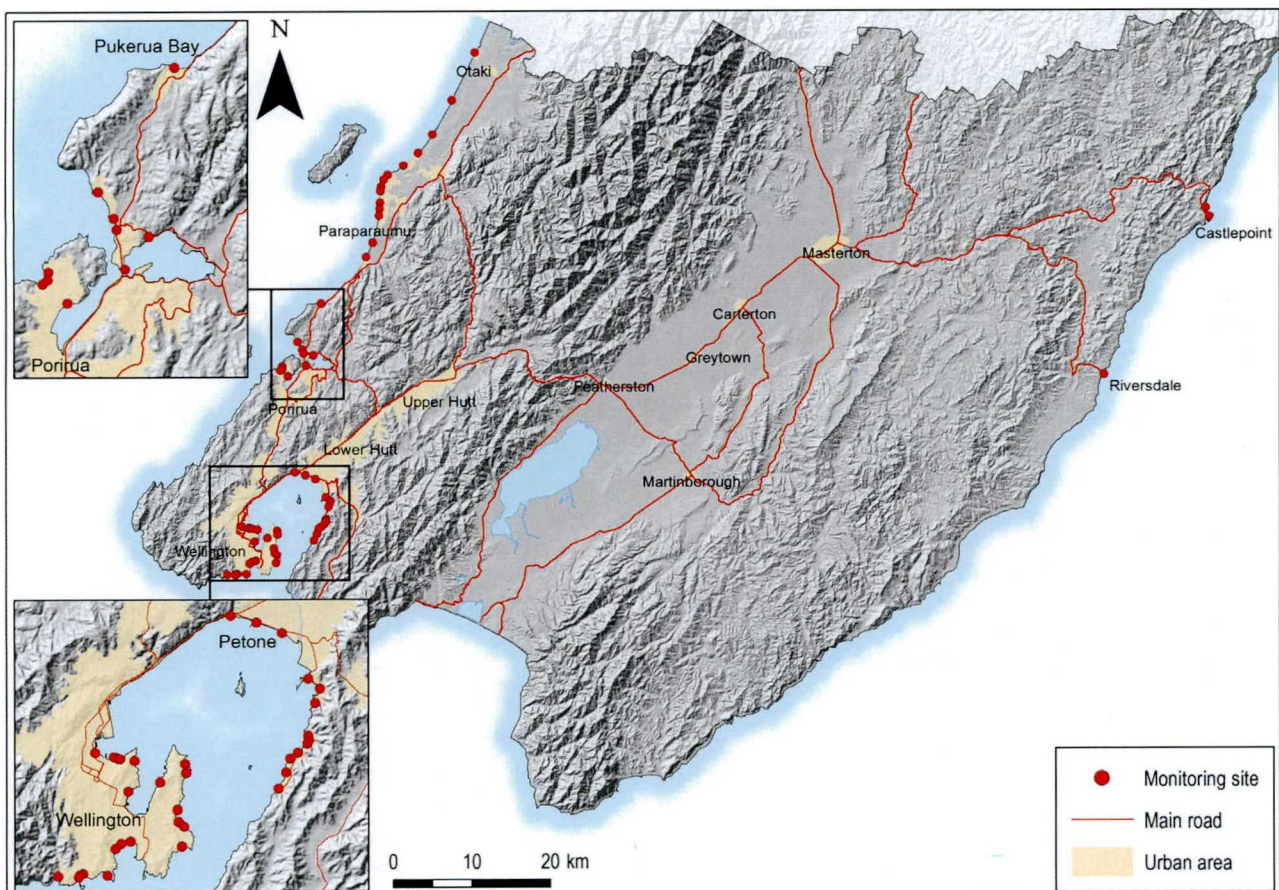 Pukerua Bay
Porirua
N
Otaki
Paraparaumu
Castlepoint
Masterton
Carterton
Greytown
Riversdale
Featherston
Upper Hutt
Porirua
Lower Hutt
Martinborough
Wellington
Petone
Wellington
0 10 20 km
Monitoring site
Main road
Urban area